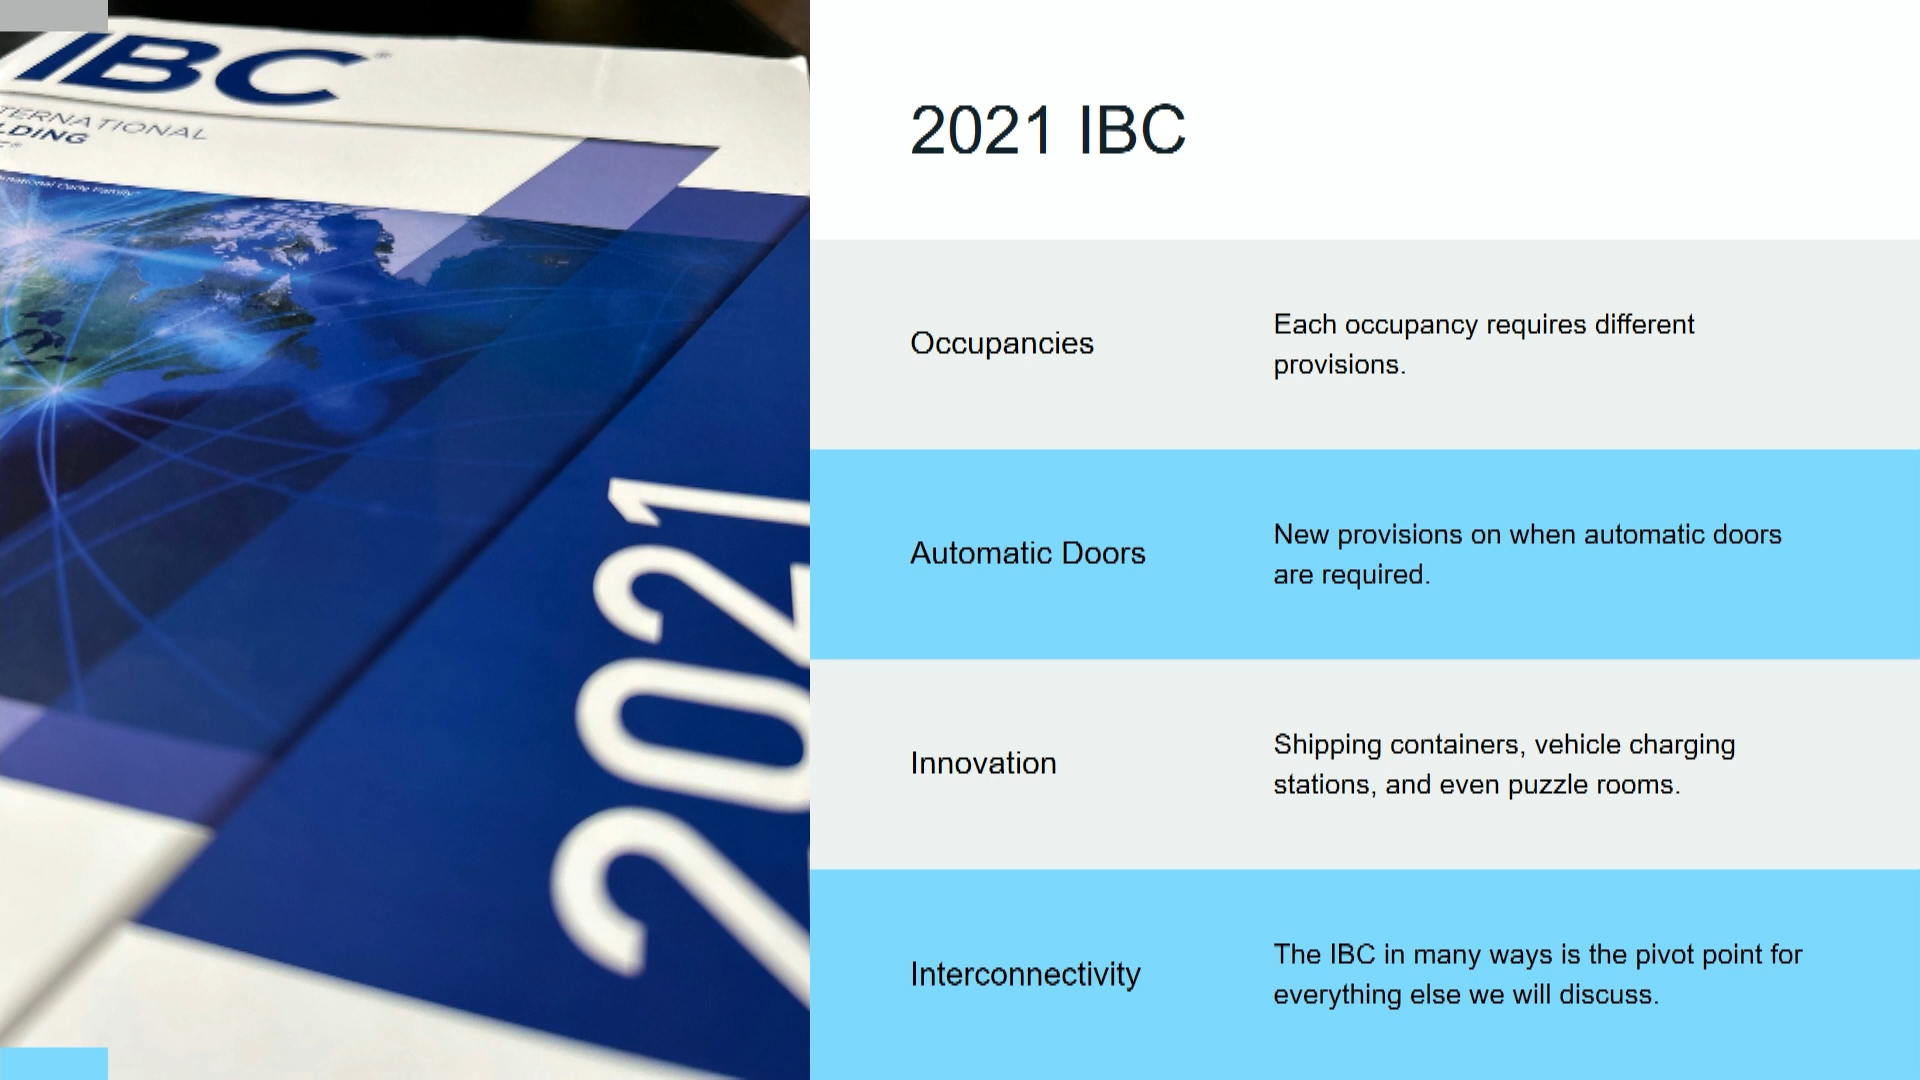 IBC®
TERNATIONAL
LDING
2021
2021 IBC
Occupancies
Each occupancy requires different
provisions.
Automatic Doors
New provisions on when automatic doors
are required.
Innovation
Shipping containers, vehicle charging
stations, and even puzzle rooms.
Interconnectivity
The IBC in many ways is the pivot point for
everything else we will discuss.